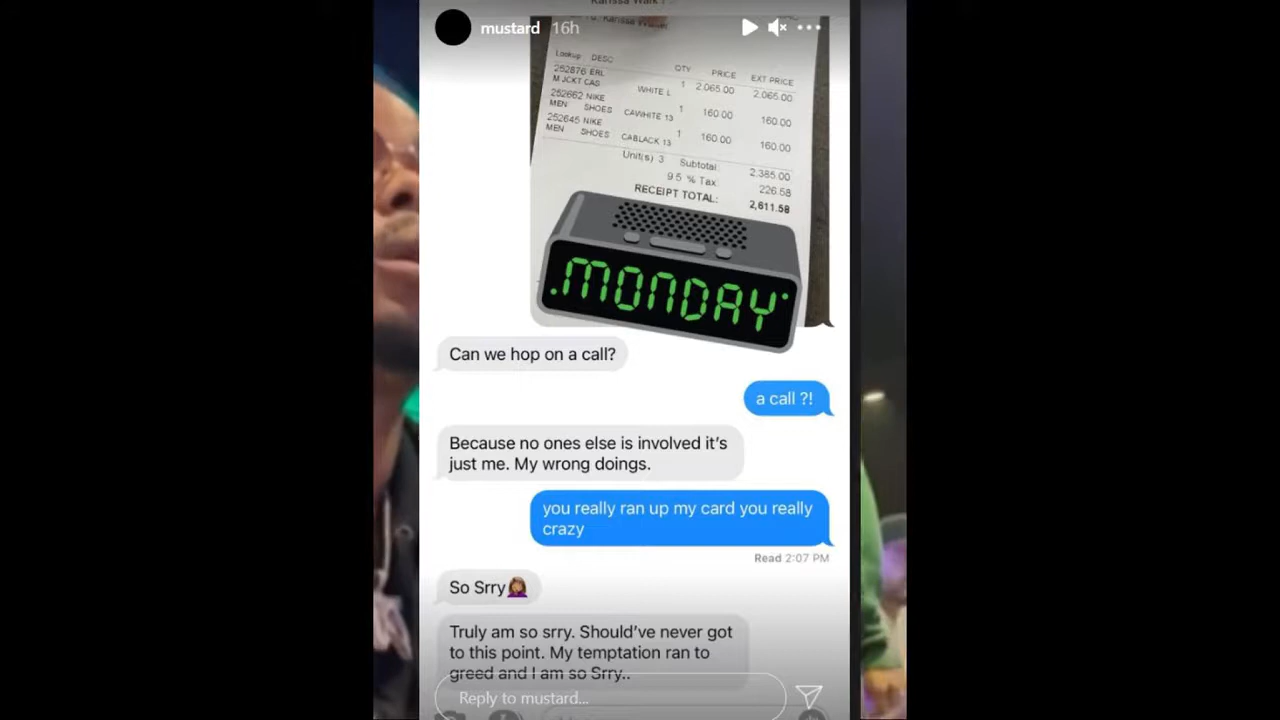 Karissa Walk
mustard 16h
To: Karissa Walker
Lookup DESC QTY PRICE EXT PRICE
252876 ERL 1 2,065.00 2,065.00
M JCKT CAS WHITE L
252662 NIKE 1 160.00 160.00
MEN SHOES CAWHITE 13
252645 NIKE 1 160.00 160.00
MEN SHOES CABLACK 13
Unit(s) 3 Subtotal: 2,385.00
9.5 % Tax 226.58
RECEIPT TOTAL: 2,611.58
MONDAY
Can we hop on a call?
a call ?!
Because no ones else is involved it's
just me. My wrong doings.
you really ran up my card you really
crazy
Read 2:07 PM
So Srry🤦🏾‍♀️
Truly am so srry. Should've never got
to this point. My temptation ran to
greed and I am so Srry..
Reply to mustard...